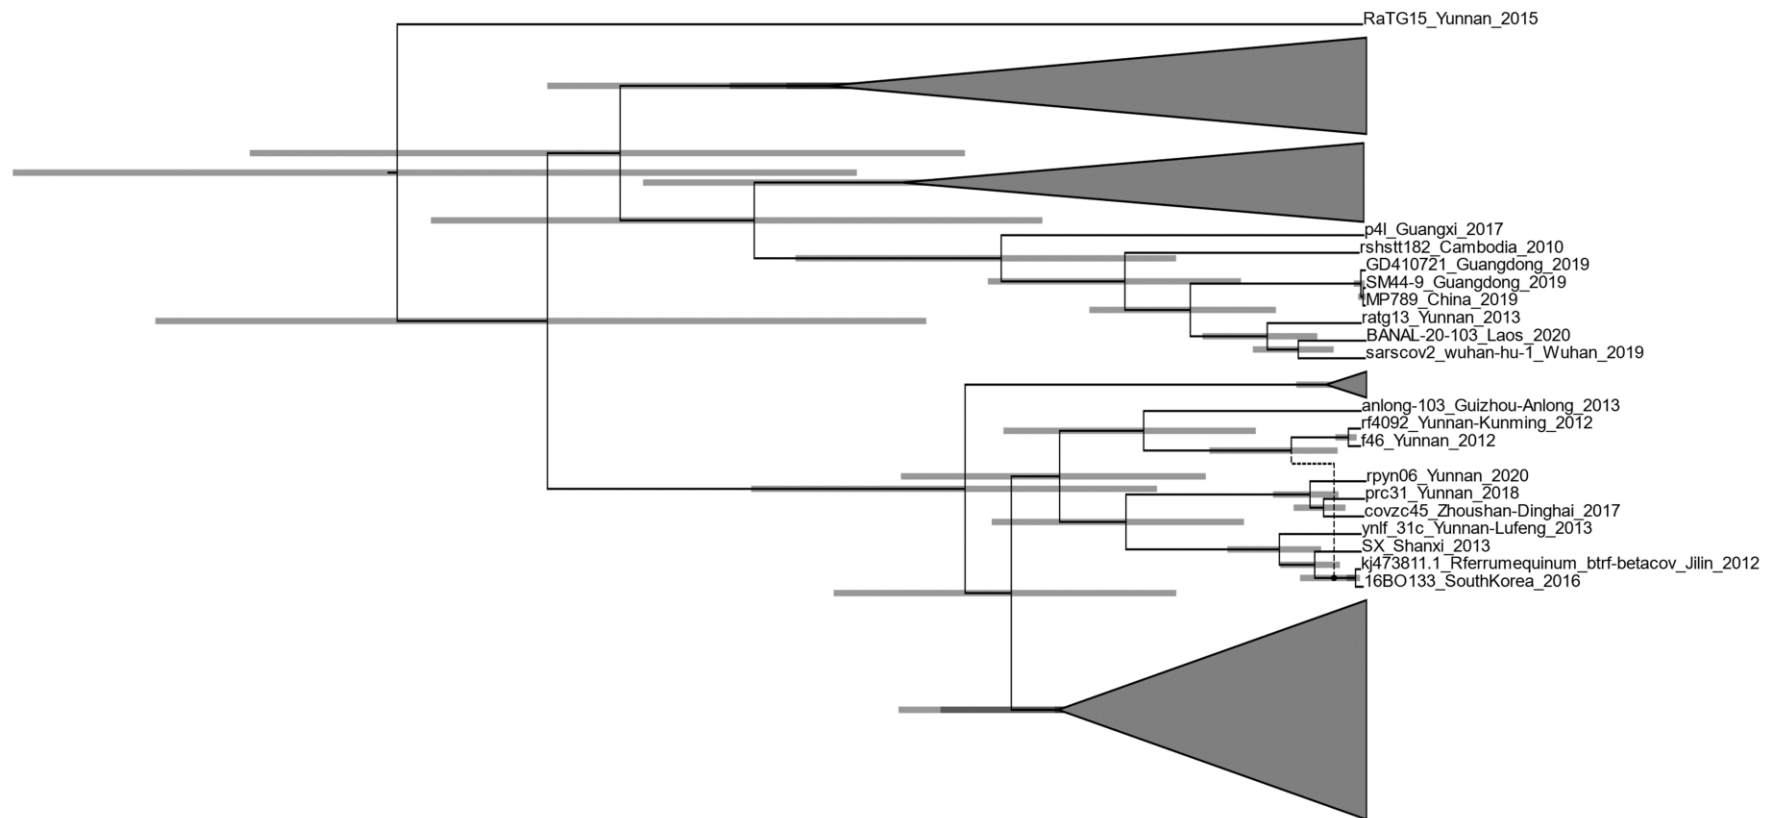 RaTG15_Yunnan_2015
p4l_Guangxi_2017
rshstt182_Cambodia_2010
GD410721_Guangdong_2019
SM44-9_Guangdong_2019
MP789_China_2019
ratg13_Yunnan_2013
BANAL-20-103_Laos_2020
sarscov2_wuhan-hu-1_Wuhan_2019
anlong-103_Guizhou-Anlong_2013
rf4092_Yunnan-Kunming_2012
f46_Yunnan_2012
rpyn06_Yunnan_2020
prc31_Yunnan_2018
covzc45_Zhoushan-Dinghai_2017
ynlf_31c_Yunnan-Lufeng_2013
SX_Shanxi_2013
kj473811.1_Rferrumequinum_btrf-betacov_Jilin_2012
16BO133_SouthKorea_2016